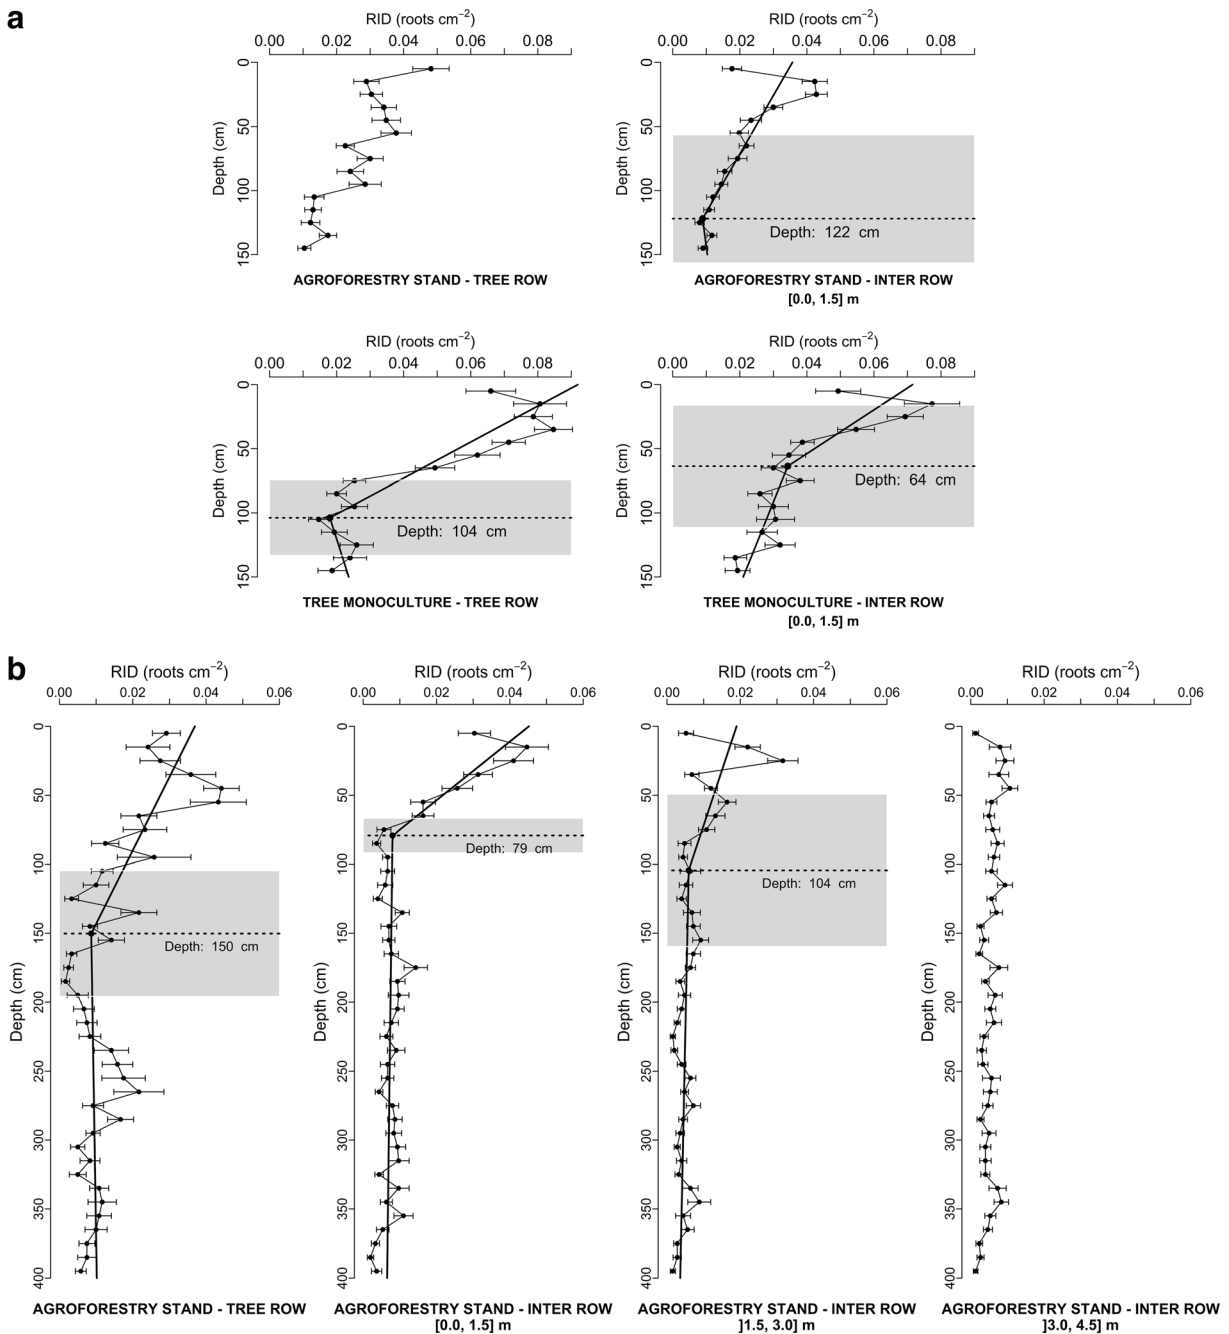 a
RID (roots cm⁻²)
0.00 0.02 0.04 0.06 0.08
0 50 100 150
Depth (cm)
AGROFORESTRY STAND - TREE ROW
RID (roots cm⁻²)
0.00 0.02 0.04 0.06 0.08
0 50 100 150
Depth (cm)
Depth: 122 cm
AGROFORESTRY STAND - INTER ROW
[0.0, 1.5] m
RID (roots cm⁻²)
0.00 0.02 0.04 0.06 0.08
0 50 100 150
Depth (cm)
Depth: 104 cm
TREE MONOCULTURE - TREE ROW
RID (roots cm⁻²)
0.00 0.02 0.04 0.06 0.08
0 50 100 150
Depth (cm)
Depth: 64 cm
TREE MONOCULTURE - INTER ROW
[0.0, 1.5] m
b
RID (roots cm⁻²)
0.00 0.02 0.04 0.06
0 50 100 150 200 250 300 350 400
Depth (cm)
Depth: 150 cm
AGROFORESTRY STAND - TREE ROW
RID (roots cm⁻²)
0.00 0.02 0.04 0.06
0 50 100 150 200 250 300 350 400
Depth (cm)
Depth: 79 cm
AGROFORESTRY STAND - INTER ROW
[0.0, 1.5] m
RID (roots cm⁻²)
0.00 0.02 0.04 0.06
0 50 100 150 200 250 300 350 400
Depth (cm)
Depth: 104 cm
AGROFORESTRY STAND - INTER ROW
]1.5, 3.0] m
RID (roots cm⁻²)
0.00 0.02 0.04 0.06
0 50 100 150 200 250 300 350 400
Depth (cm)
AGROFORESTRY STAND - INTER ROW
]3.0, 4.5] m